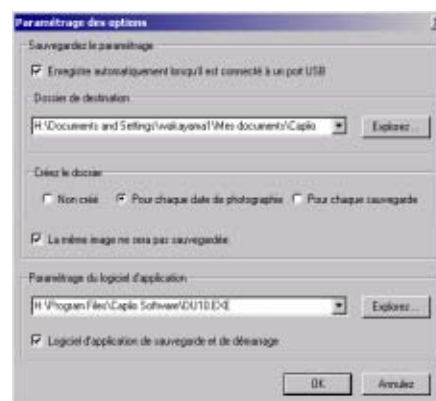 Paramétrage des options
Sauvegardez le paramétrage
Enregistre automatiquement lorsqu'il est connecté à un port USB
Dossier de destination
H:\Documents and Settings\wakayama1\Mes documents\Caplio
Explorez...
Créez le dossier
Non créé Pour chaque date de photographie Pour chaque sauvegarde
La même image ne sera pas sauvegardée
Paramétrage du logiciel d'application
H:\Program Files\Caplio Software\DU10.EXE
Explorez...
Logiciel d'application de sauvegarde et de démarrage
OK Annulez